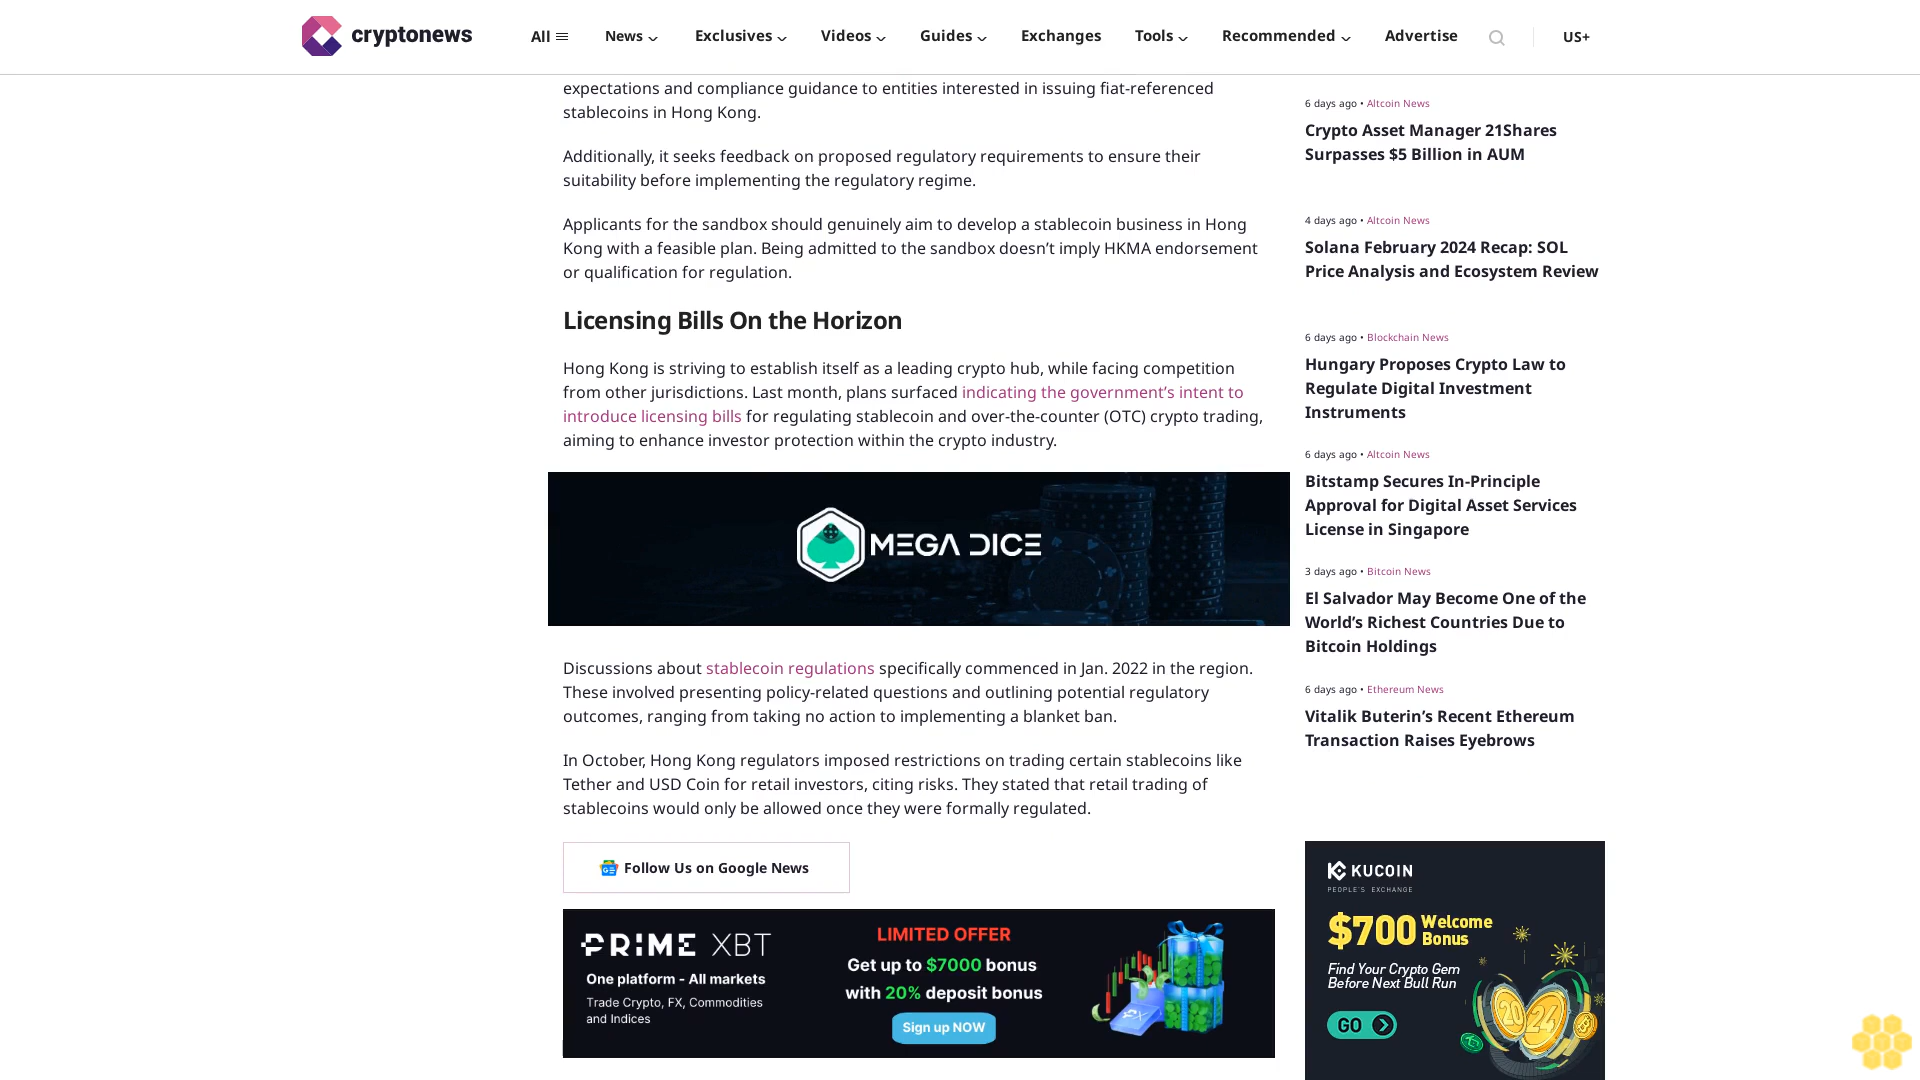 cryptonews
All
News
Exclusives
Videos
Guides
Exchanges
Tools
Recommended
Advertise
US+
expectations and compliance guidance to entities interested in issuing fiat-referenced
stablecoins in Hong Kong.
Additionally, it seeks feedback on proposed regulatory requirements to ensure their
suitability before implementing the regulatory regime.
Applicants for the sandbox should genuinely aim to develop a stablecoin business in Hong
Kong with a feasible plan. Being admitted to the sandbox doesn’t imply HKMA endorsement
or qualification for regulation.
Licensing Bills On the Horizon
Hong Kong is striving to establish itself as a leading crypto hub, while facing competition
from other jurisdictions. Last month, plans surfaced indicating the government’s intent to
introduce licensing bills for regulating stablecoin and over-the-counter (OTC) crypto trading,
aiming to enhance investor protection within the crypto industry.
MEGA DICE
Discussions about stablecoin regulations specifically commenced in Jan. 2022 in the region.
These involved presenting policy-related questions and outlining potential regulatory
outcomes, ranging from taking no action to implementing a blanket ban.
In October, Hong Kong regulators imposed restrictions on trading certain stablecoins like
Tether and USD Coin for retail investors, citing risks. They stated that retail trading of
stablecoins would only be allowed once they were formally regulated.
Follow Us on Google News
PRIME XBT
One platform - All markets
Trade Crypto, FX, Commodities
and Indices
LIMITED OFFER
Get up to $7000 bonus
with 20% deposit bonus
Sign up NOW
6 days ago • Altcoin News
Crypto Asset Manager 21Shares
Surpasses $5 Billion in AUM
4 days ago • Altcoin News
Solana February 2024 Recap: SOL
Price Analysis and Ecosystem Review
6 days ago • Blockchain News
Hungary Proposes Crypto Law to
Regulate Digital Investment
Instruments
6 days ago • Altcoin News
Bitstamp Secures In-Principle
Approval for Digital Asset Services
License in Singapore
3 days ago • Bitcoin News
El Salvador May Become One of the
World’s Richest Countries Due to
Bitcoin Holdings
6 days ago • Ethereum News
Vitalik Buterin’s Recent Ethereum
Transaction Raises Eyebrows
KUCOIN
PEOPLE'S EXCHANGE
$700 Welcome
Bonus
Find Your Crypto Gem
Before Next Bull Run
GO
20 24